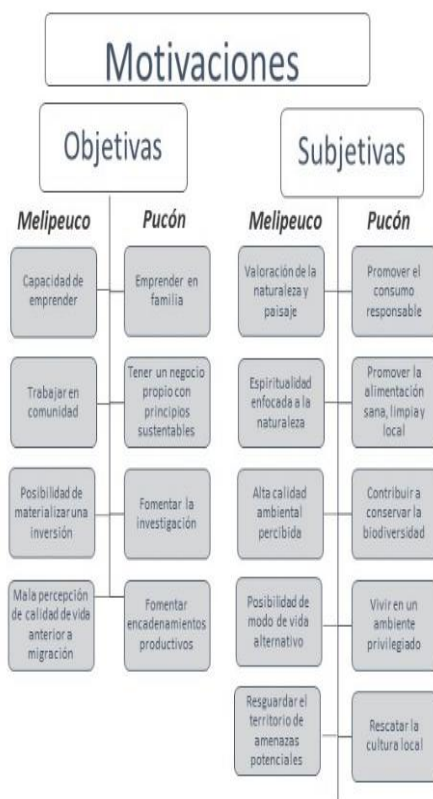 Motivaciones
Objetivas
Melipeuco
Pucón
Capacidad de
emprender
Emprender en
familia
Trabajar en
comunidad
Tener un negocio
propio con
principios
sustentables
Posibilidad de
materializar una
inversión
Fomentar la
investigación
Mala percepción
de calidad de vida
anterior a
migración
Fomentar
encadenamientos
productivos
Subjetivas
Melipeuco
Pucón
Valoración de la
naturaleza y
paisaje
Promover el
consumo
responsable
Espiritualidad
enfocada a la
naturaleza
Promover la
alimentación
sana, limpia y
local
Alta calidad
ambiental
percibida
Contribuir a
conservar la
biodiversidad
Posibilidad de
modo de vida
alternativo
Vivir en un
ambiente
privilegiado
Resguardar el
territorio de
amenazas
potenciales
Rescatar la
cultura local